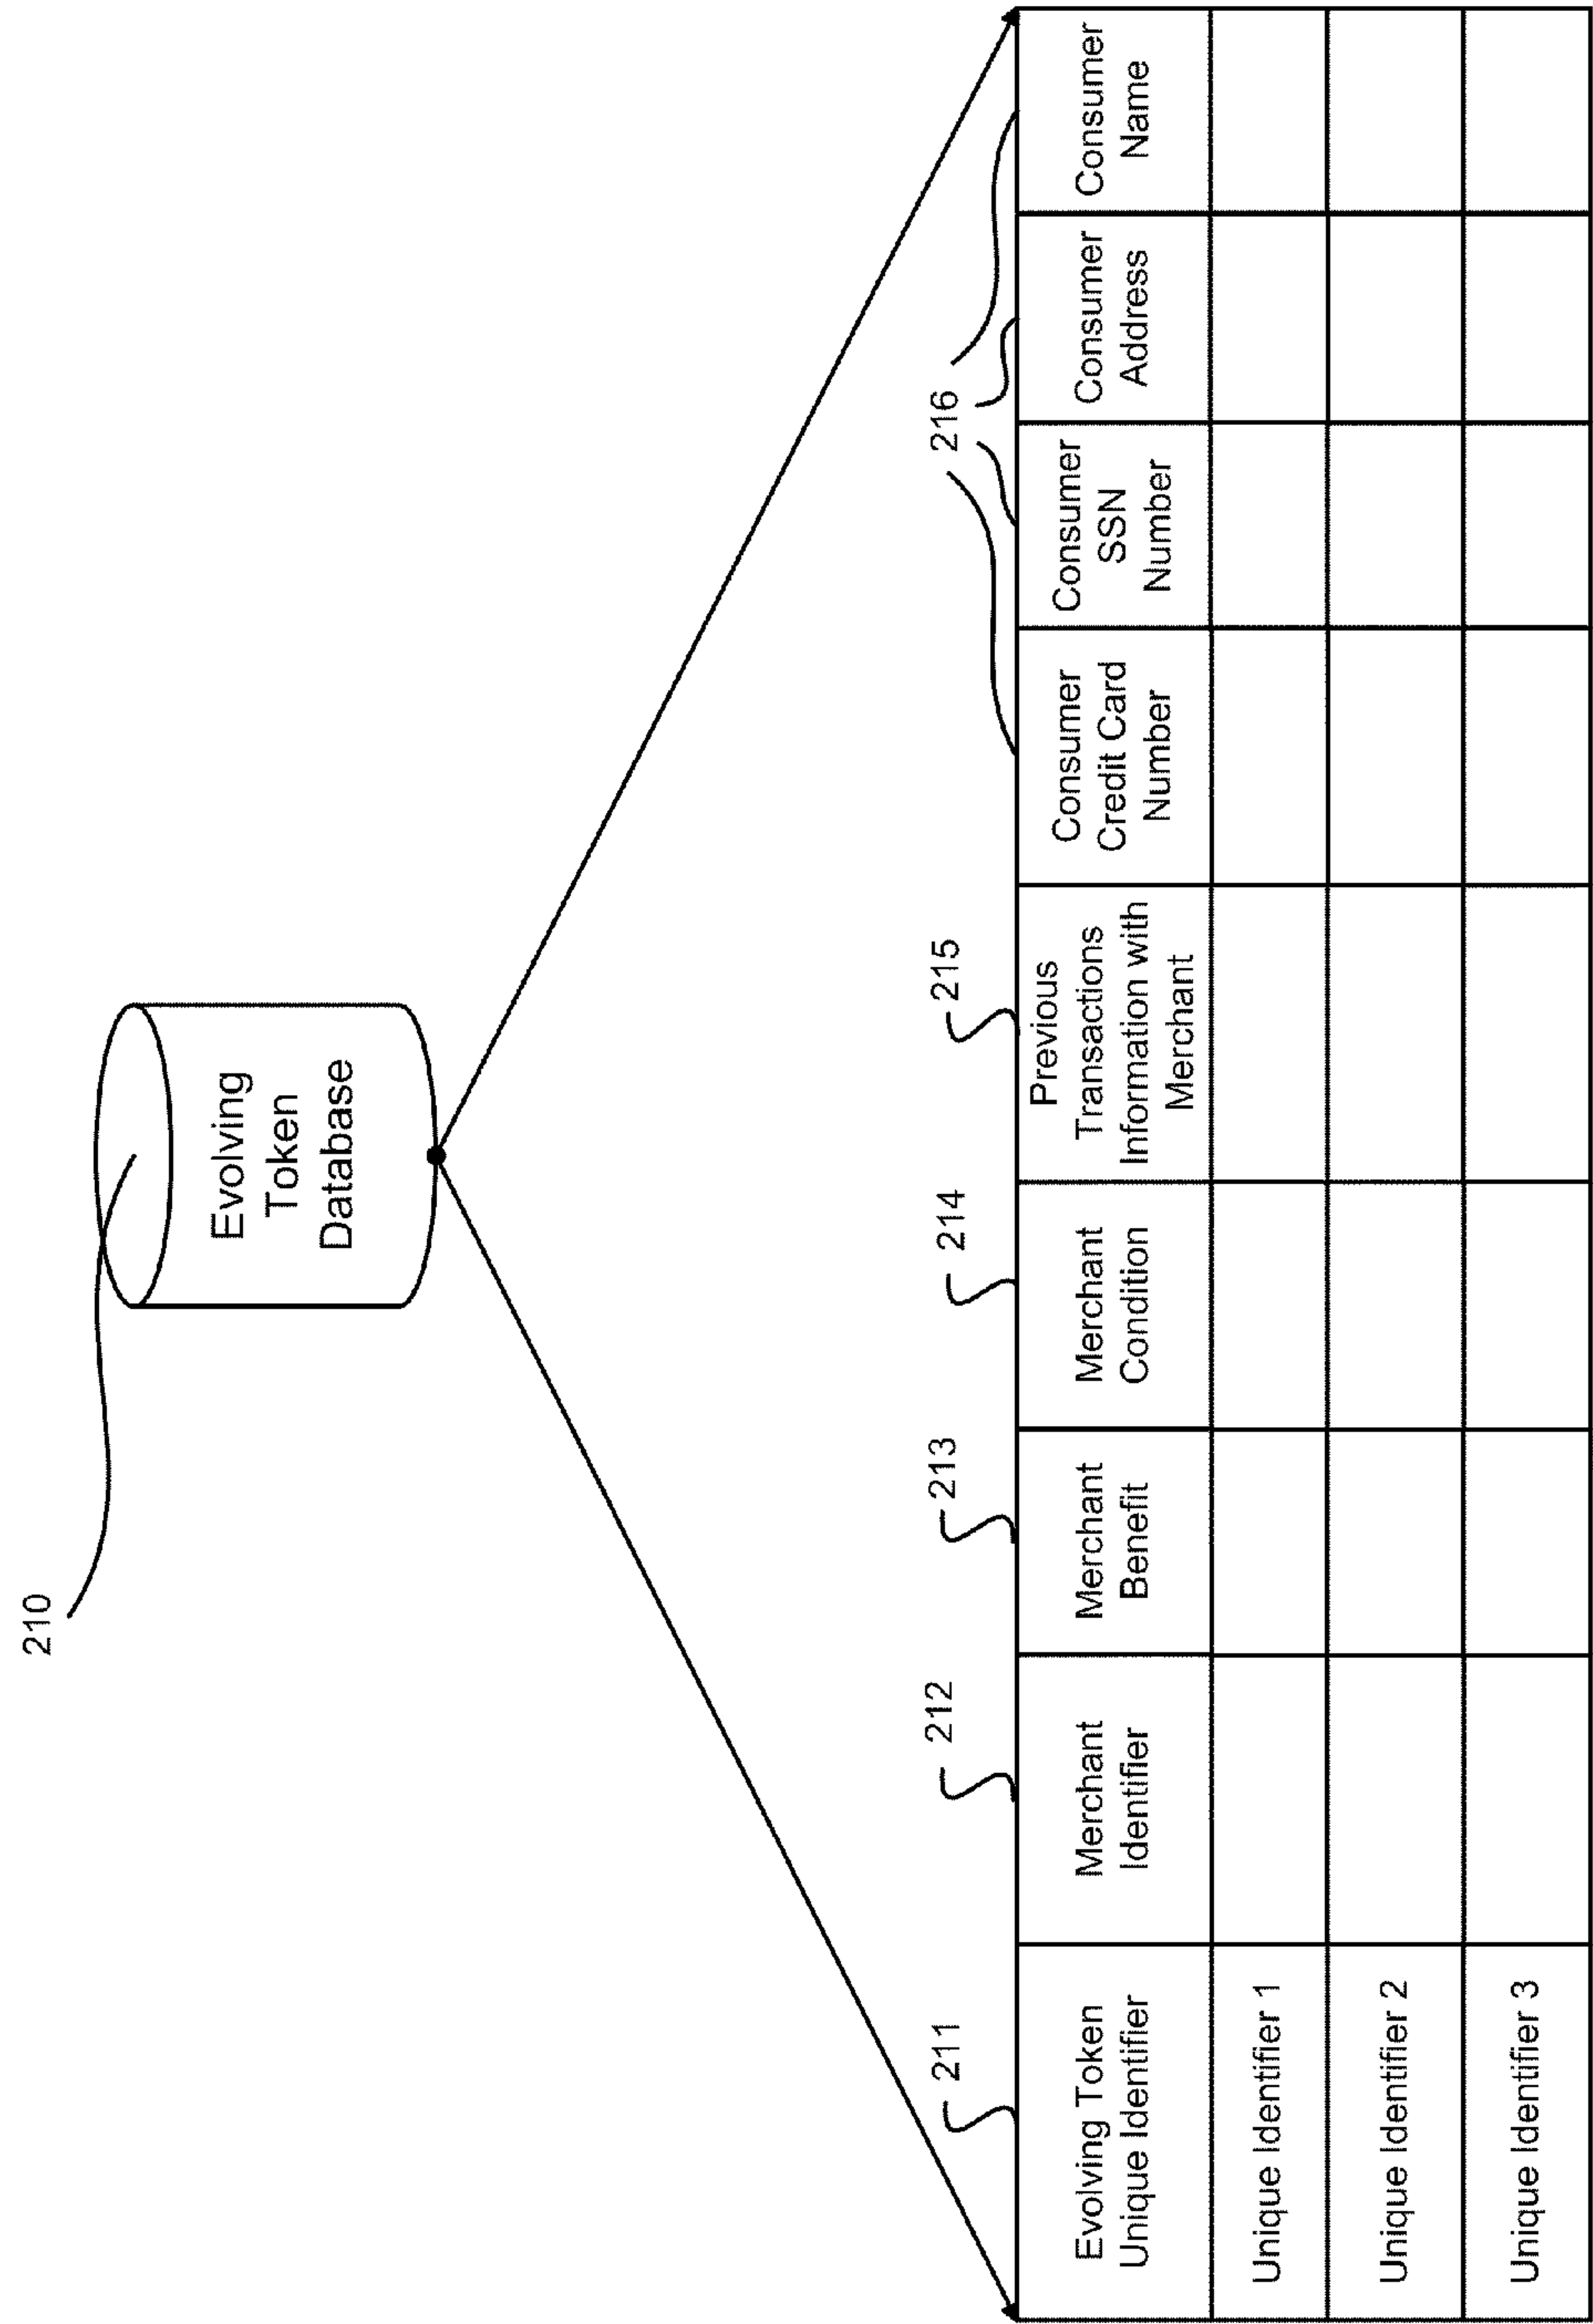 210
Evolving
Token
Database
211
212
213
214
215
216
Evolving Token
Unique Identifier
Merchant
Identifier
Merchant
Benefit
Merchant
Condition
Previous
Transactions
Information with
Merchant
Consumer
Credit Card
Number
Consumer
SSN
Number
Consumer
Address
Consumer
Name
Unique Identifier 1
Unique Identifier 2
Unique Identifier 3